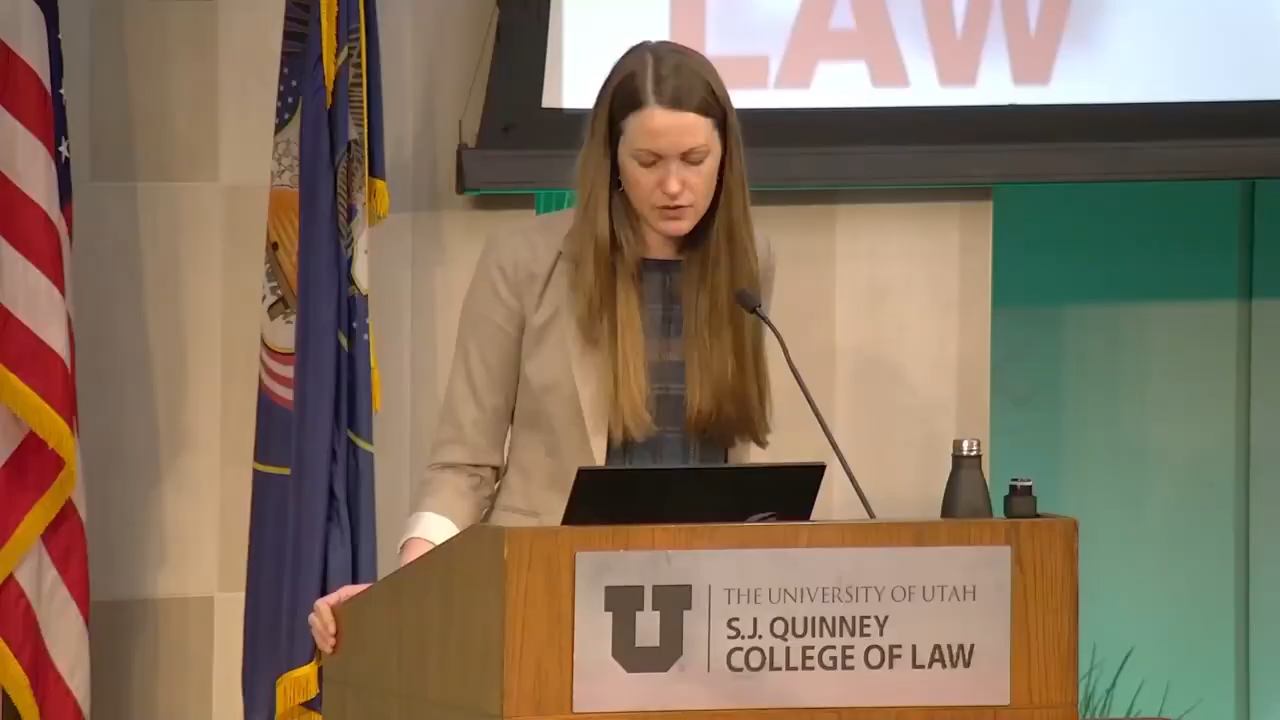 LAW
U
THE UNIVERSITY OF UTAH
S.J. QUINNEY
COLLEGE OF LAW